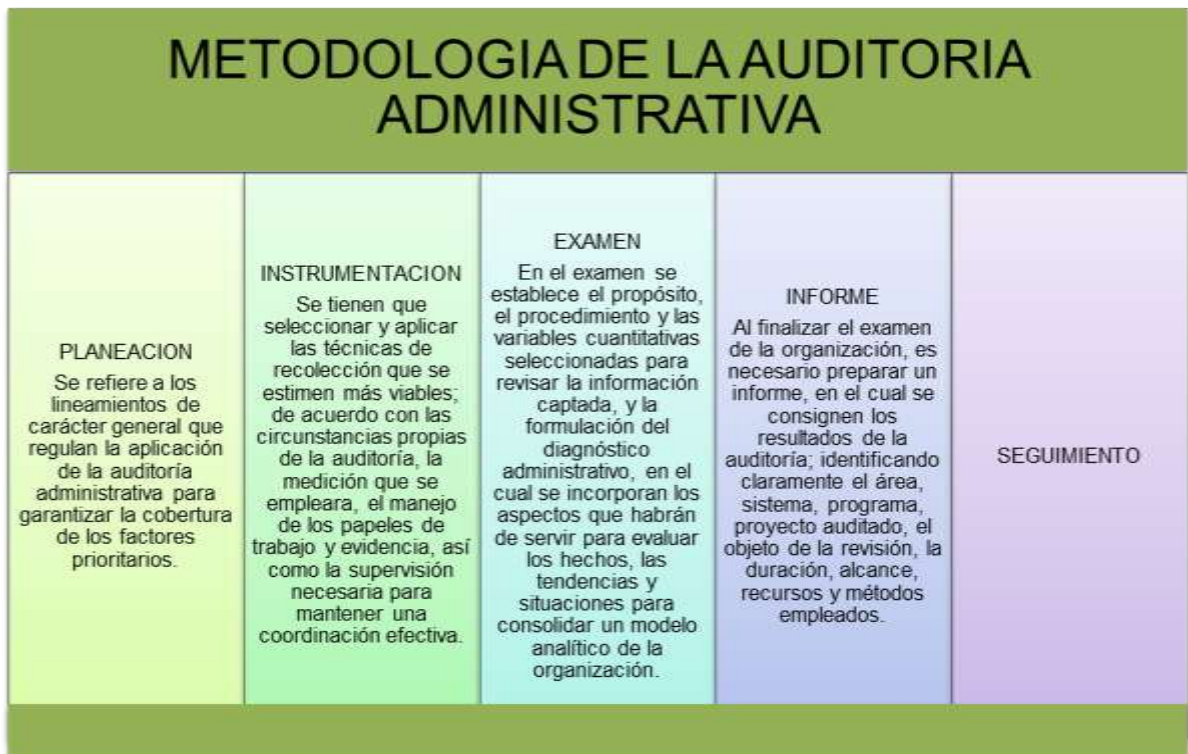 METODOLOGIA DE LA AUDITORIA
ADMINISTRATIVA
PLANEACION
Se refiere a los
lineamientos de
carácter general que
regulan la aplicación
de la auditoría
administrativa para
garantizar la cobertura
de los factores
prioritarios.
INSTRUMENTACION
Se tienen que
seleccionar y aplicar
las técnicas de
recolección que se
estimen más viables;
de acuerdo con las
circunstancias propias
de la auditoría, la
medición que se
empleara, el manejo
de los papeles de
trabajo y evidencia, así
como la supervisión
necesaria para
mantener una
coordinación efectiva.
EXAMEN
En el examen se
establece el propósito,
el procedimiento y las
variables cuantitativas
seleccionadas para
revisar la información
captada, y la
formulación del
diagnóstico
administrativo, en el
cual se incorporan los
aspectos que habrán
de servir para evaluar
los hechos, las
tendencias y
situaciones para
consolidar un modelo
analítico de la
organización.
INFORME
Al finalizar el examen
de la organización, es
necesario preparar un
informe, en el cual se
consignen los
resultados de la
auditoría; identificando
claramente el área,
sistema, programa,
proyecto auditado, el
objeto de la revisión, la
duración, alcance,
recursos y métodos
empleados.
SEGUIMIENTO